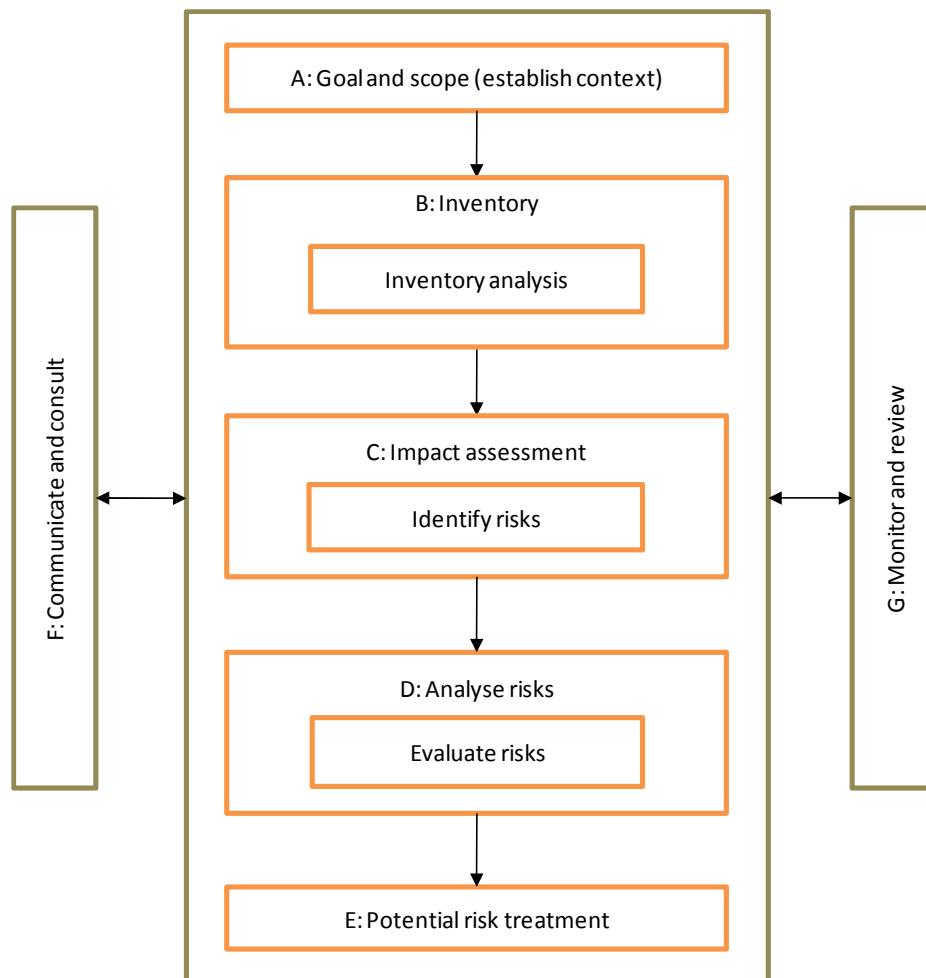 A: Goal and scope (establish context)
B: Inventory
Inventory analysis
C: Impact assessment
Identify risks
D: Analyse risks
Evaluate risks
E: Potential risk treatment
F: Communicate and consult
G: Monitor and review